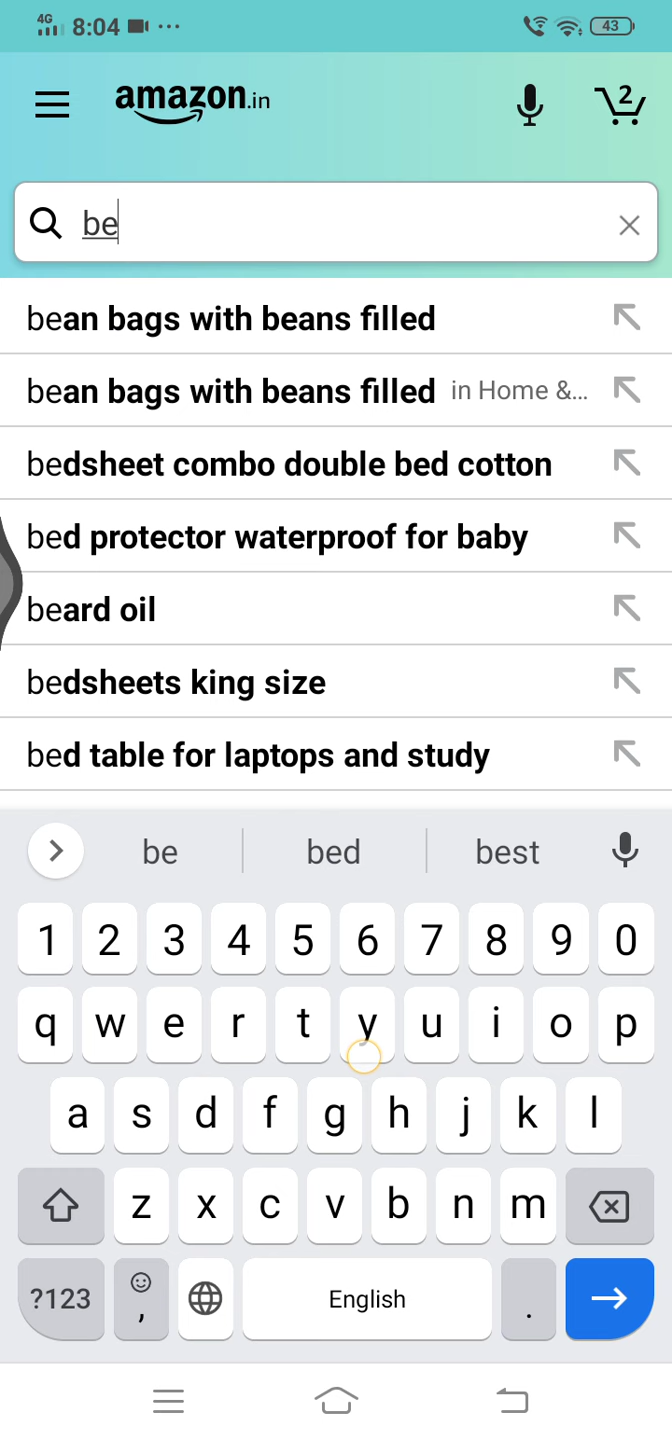 4G 8:04 43
amazon.in 2
be
bean bags with beans filled
bean bags with beans filled in Home &...
bedsheet combo double bed cotton
bed protector waterproof for baby
beard oil
bedsheets king size
bed table for laptops and study
be bed best
1 2 3 4 5 6 7 8 9 0
q w e r t y u i o p
a s d f g h j k l
z x c v b n m
?123 , English .